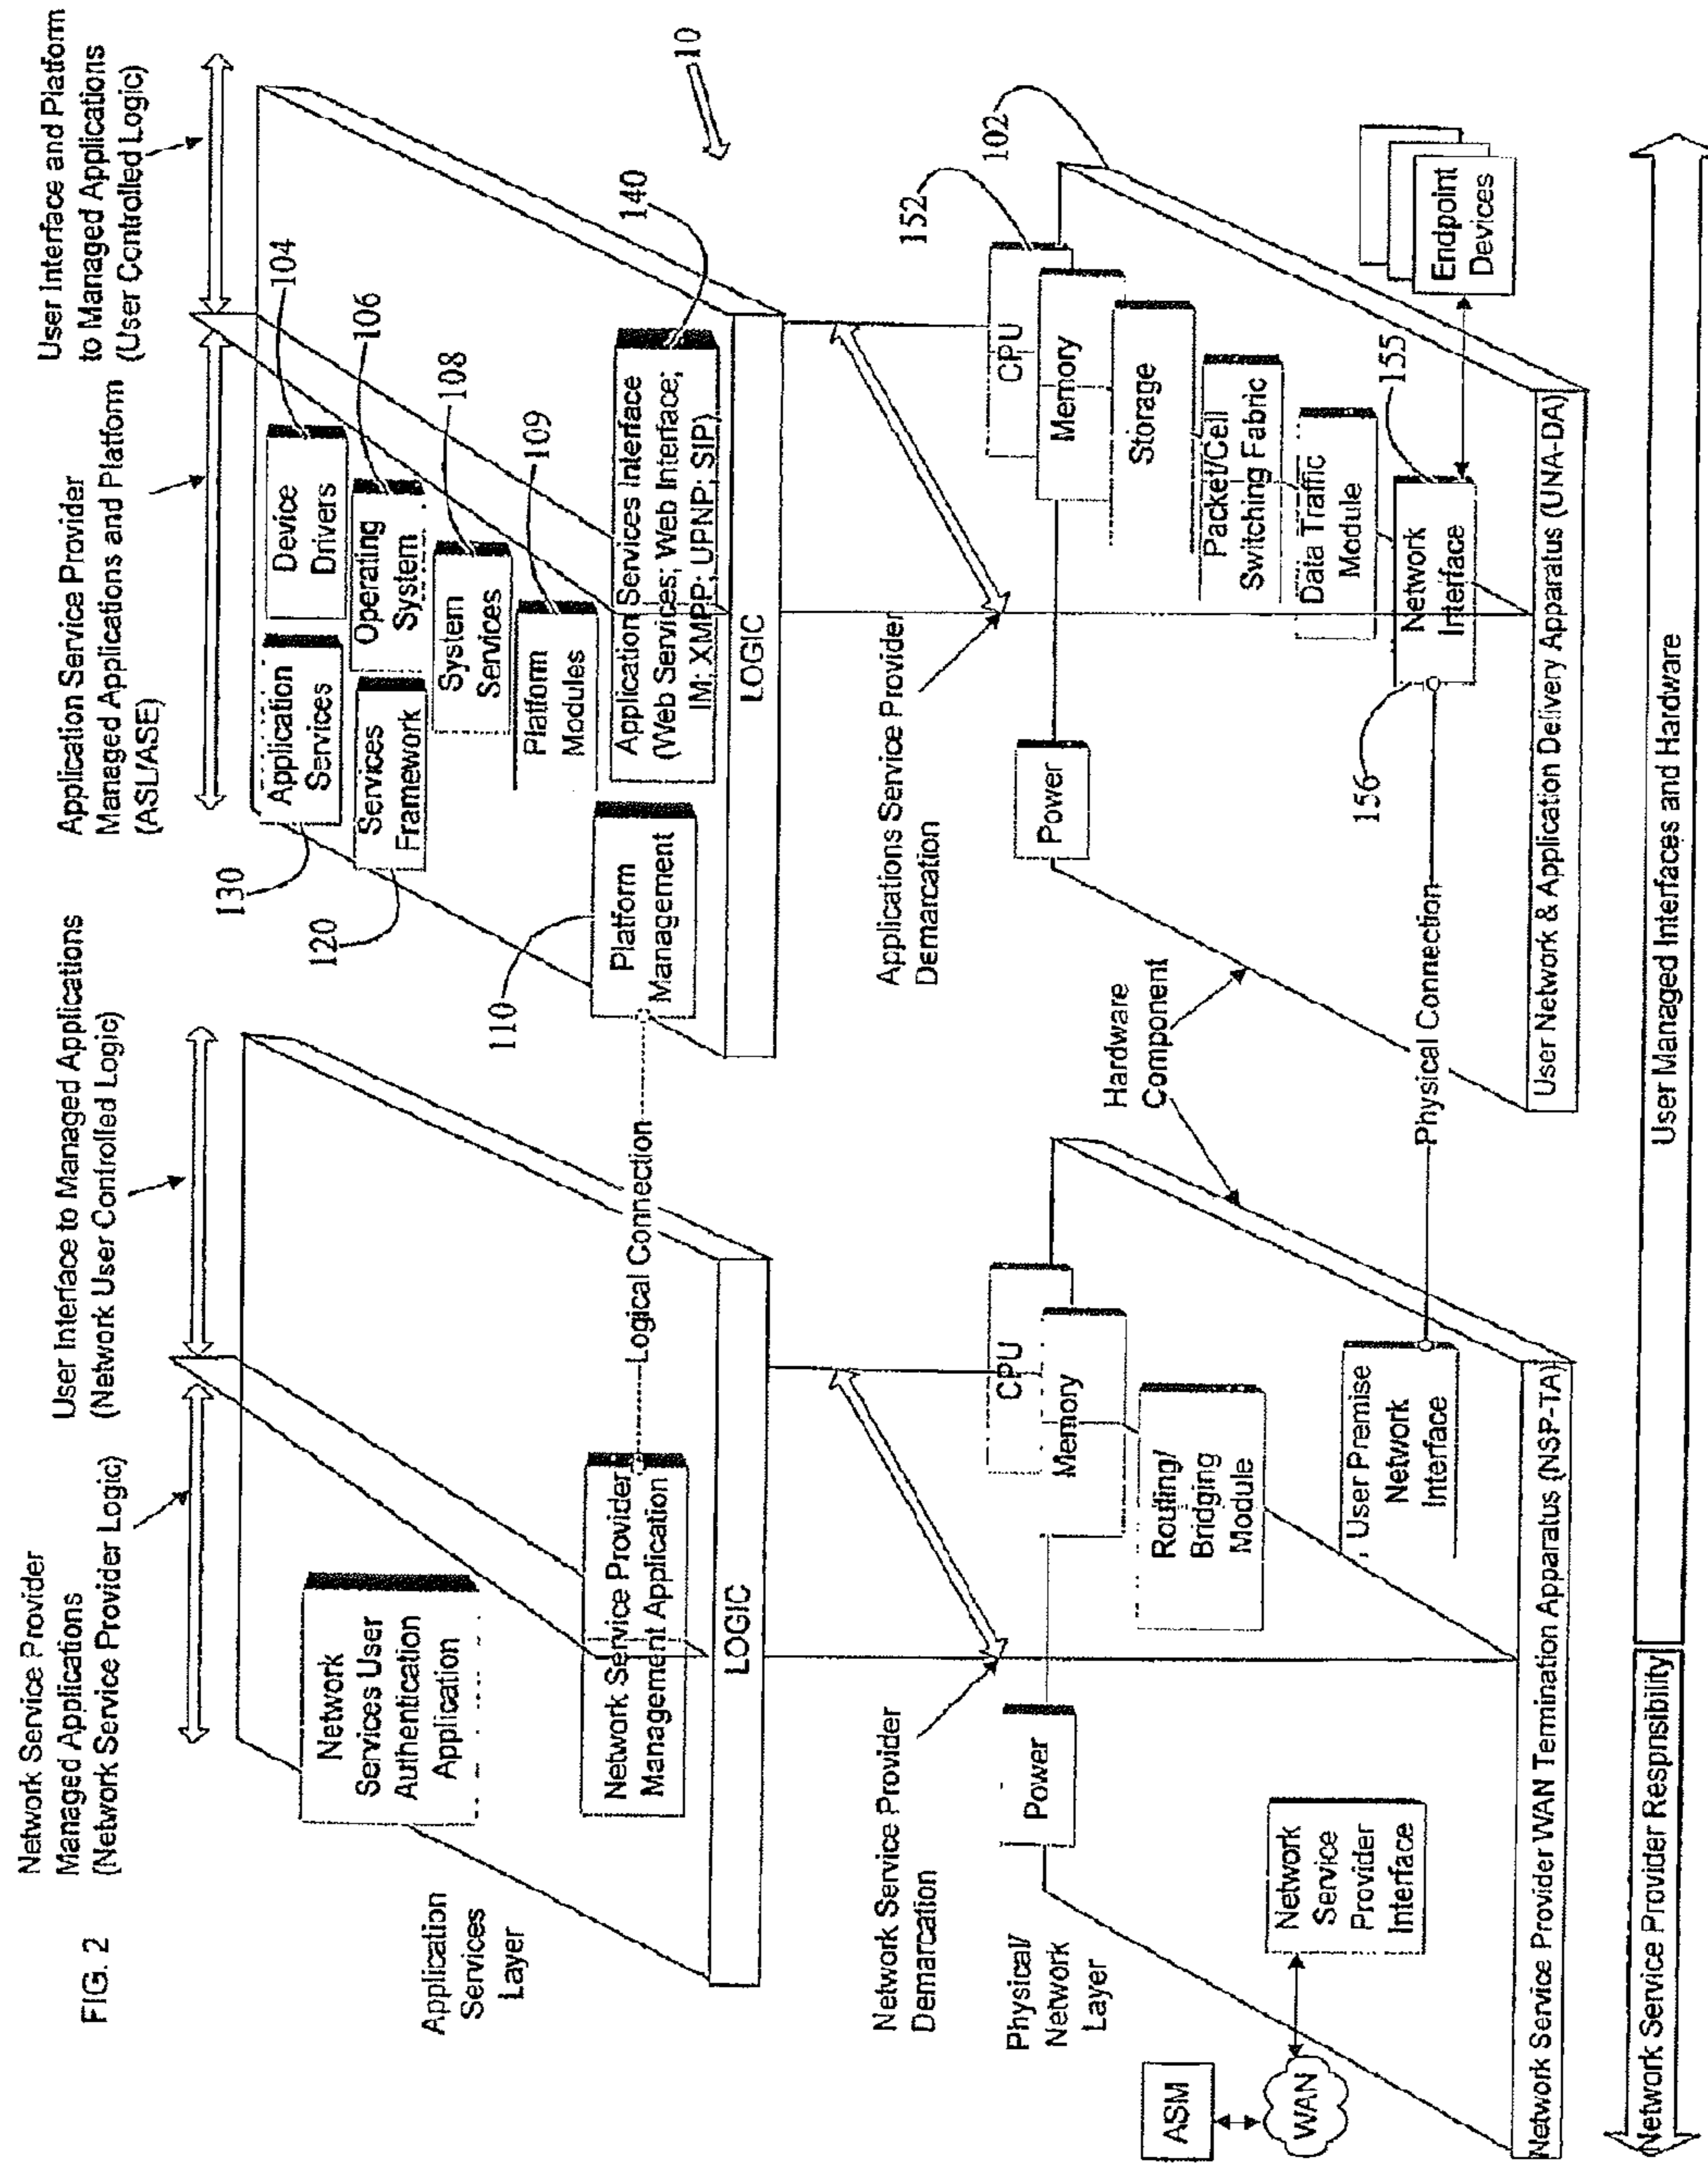 FIG. 2
Network Service Provider
Managed Applications
(Network Service Provider Logic)
User Interface to Managed Applications
(Network User Controlled Logic)
Application Service Provider
Managed Applications and Platform
(ASL/ASE)
User Interface and Platform
to Managed Applications
(User Controlled Logic)
Application
Services
Layer
Network
Services User
Authentication
Application
Network Service Provider
Management Application
LOGIC
Logical Connection
130
Application
Services
104
Device
Drivers
120
Services
Framework
106
Operating
System
108
System
Services
109
Platform
Modules
110
Platform
Management
140
Application Services Interface
(Web Services; Web Interface;
IM; XMPP; UPNP; SIP)
LOGIC
10
Network Service Provider
Demarcation
Applications Service Provider
Demarcation
Physical/
Network
Layer
ASM
WAN
Network
Service
Provider
Interface
Power
CPU
Memory
Routing/
Bridging
Module
User Premise
Network
Interface
Network Service Provider WAN Termination Apparatus (NSP-TA)
Hardware
Component
Physical Connection
Power
CPU
152
102
Memory
Storage
Packet/Cell
Switching Fabric
Data Traffic
Module
155
156
Network
Interface
Endpoint
Devices
User Network & Application Delivery Apparatus (UNA-DA)
Network Service Provider Respnsibility
User Managed Interfaces and Hardware